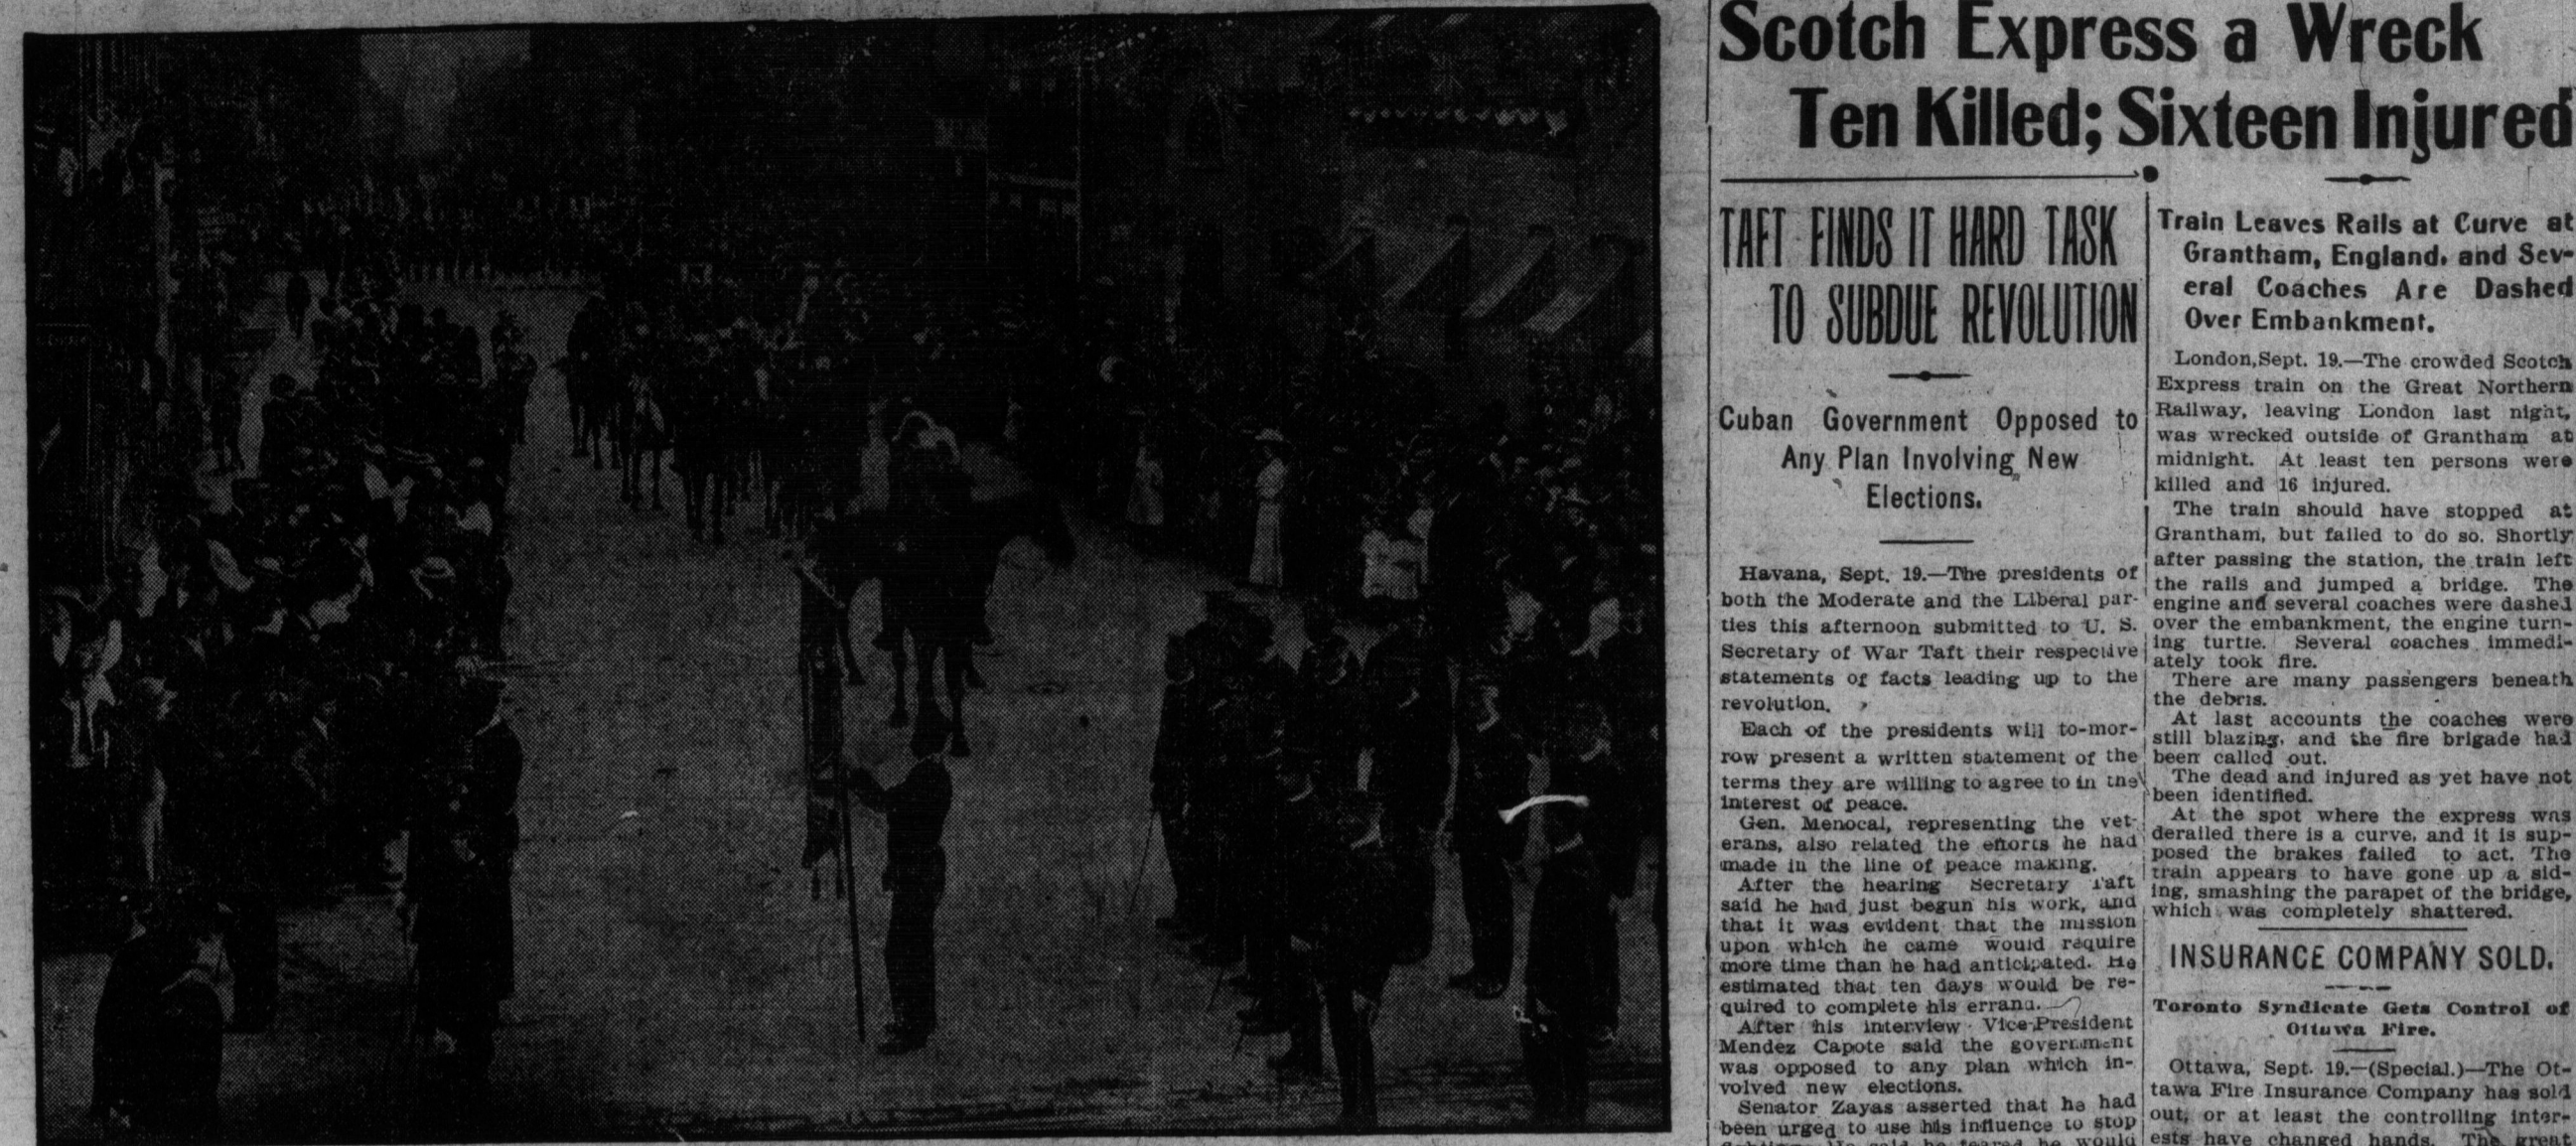 Scotch Express a Wreck
Ten Killed; Sixteen Injured
TAFT FINDS IT HARD TASK
TO SUBDUE REVOLUTION
Cuban Government Opposed to
Any Plan Involving New
Elections.
Havana, Sept. 19.—The presidents of
both the Moderate and the Liberal par-
ties this afternoon submitted to U. S.
Secretary of War Taft their respective
statements of facts leading up to the
revolution.
Each of the presidents will to-mor-
row present a written statement of the
terms they are willing to agree to in the
interest of peace.
Gen. Menocal, representing the vet-
erans, also related the efforts he had
made in the line of peace making.
After the hearing Secretary Taft
said he had just begun his work, and
that it was evident that the mission
upon which he came would require
more time than he had anticipated. He
estimated that ten days would be re-
quired to complete his errand.
After his interview Vice-President
Mendez Capote said the government
was opposed to any plan which in-
volved new elections.
Senator Zayas asserted that he had
been urged to use his influence to stop
He said he feared he would
Train Leaves Rails at Curve at
Grantham, England, and Sev-
eral Coaches Are Dashed
Over Embankment.
London, Sept. 19.—The crowded Scotch
Express train on the Great Northern
Railway, leaving London last night,
was wrecked outside of Grantham at
midnight. At least ten persons were
killed and 16 injured.
The train should have stopped at
Grantham, but failed to do so. Shortly
after passing the station, the train left
the rails and jumped a bridge. The
engine and several coaches were dashed
over the embankment, the engine turn-
ing turtle. Several coaches immedi-
ately took fire.
There are many passengers beneath
the debris.
At last accounts the coaches were
still blazing, and the fire brigade had
been called out.
The dead and injured as yet have not
been identified.
At the spot where the express was
derailed there is a curve, and it is sup-
posed the brakes failed to act. The
train appears to have gone up a sid-
ing, smashing the parapet of the bridge,
which was completely shattered.
INSURANCE COMPANY SOLD.
Toronto Syndicate Gets Control of
Ottawa Fire.
Ottawa, Sept. 19.—(Special.)—The Ot-
tawa Fire Insurance Company has sold
out, or at least the controlling inter-
ests have changed hands. The